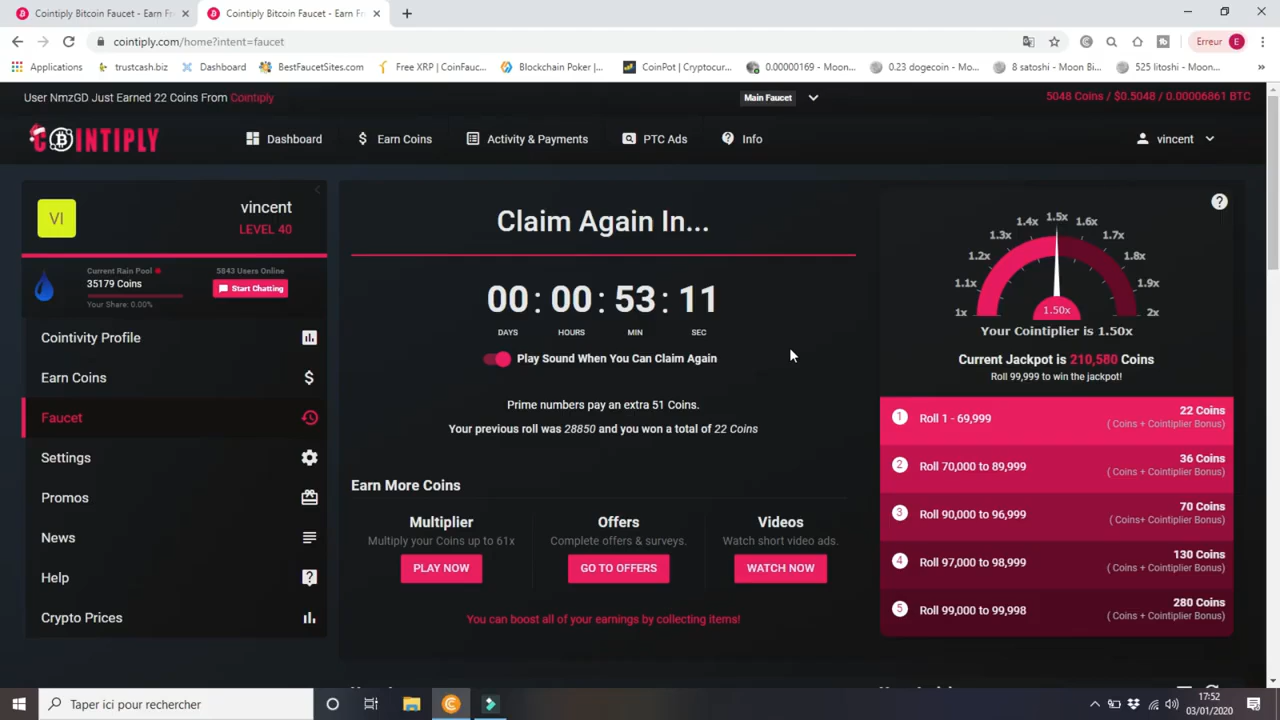 Cointiply Bitcoin Faucet - Earn Fr
Cointiply Bitcoin Faucet - Earn Fr
cointiply.com/home?intent=faucet
Erreur E
Applications
trustcash.biz
Dashboard
BestFaucetSites.com
Free XRP | CoinFauc...
Blockchain Poker |...
CoinPot | Cryptocur...
0.00000169 - Moon...
0.23 dogecoin - Mo...
8 satoshi - Moon Bi...
525 litoshi - Moon...
»
User NmzGD Just Earned 22 Coins From Cointiply
Main Faucet
5048 Coins / $0.5048 / 0.00006861 BTC
COINTIPLY
Dashboard
Earn Coins
Activity & Payments
PTC Ads
Info
vincent
VI
vincent
LEVEL 40
Current Rain Pool
35179 Coins
Your Share: 0.00%
5843 Users Online
Start Chatting
Cointivity Profile
Earn Coins
Faucet
Settings
Promos
News
Help
Crypto Prices
Claim Again In...
00 : 00 : 53 : 11
DAYS HOURS MIN SEC
Play Sound When You Can Claim Again
Prime numbers pay an extra 51 Coins.
Your previous roll was 28850 and you won a total of 22 Coins
Earn More Coins
Multiplier
Multiply your Coins up to 61x
PLAY NOW
Offers
Complete offers & surveys.
GO TO OFFERS
Videos
Watch short video ads.
WATCH NOW
You can boost all of your earnings by collecting items!
?
1x 1.1x 1.2x 1.3x 1.4x 1.5x 1.6x 1.7x 1.8x 1.9x 2x
1.50x
Your Cointiplier is 1.50x
Current Jackpot is 210,580 Coins
Roll 99,999 to win the jackpot!
1 Roll 1 - 69,999 22 Coins
( Coins + Cointiplier Bonus)
2 Roll 70,000 to 89,999 36 Coins
( Coins + Cointiplier Bonus)
3 Roll 90,000 to 96,999 70 Coins
( Coins+ Cointiplier Bonus)
4 Roll 97,000 to 98,999 130 Coins
( Coins + Cointiplier Bonus)
5 Roll 99,000 to 99,998 280 Coins
( Coins + Cointiplier Bonus)
Taper ici pour rechercher
17:52
03/01/2020